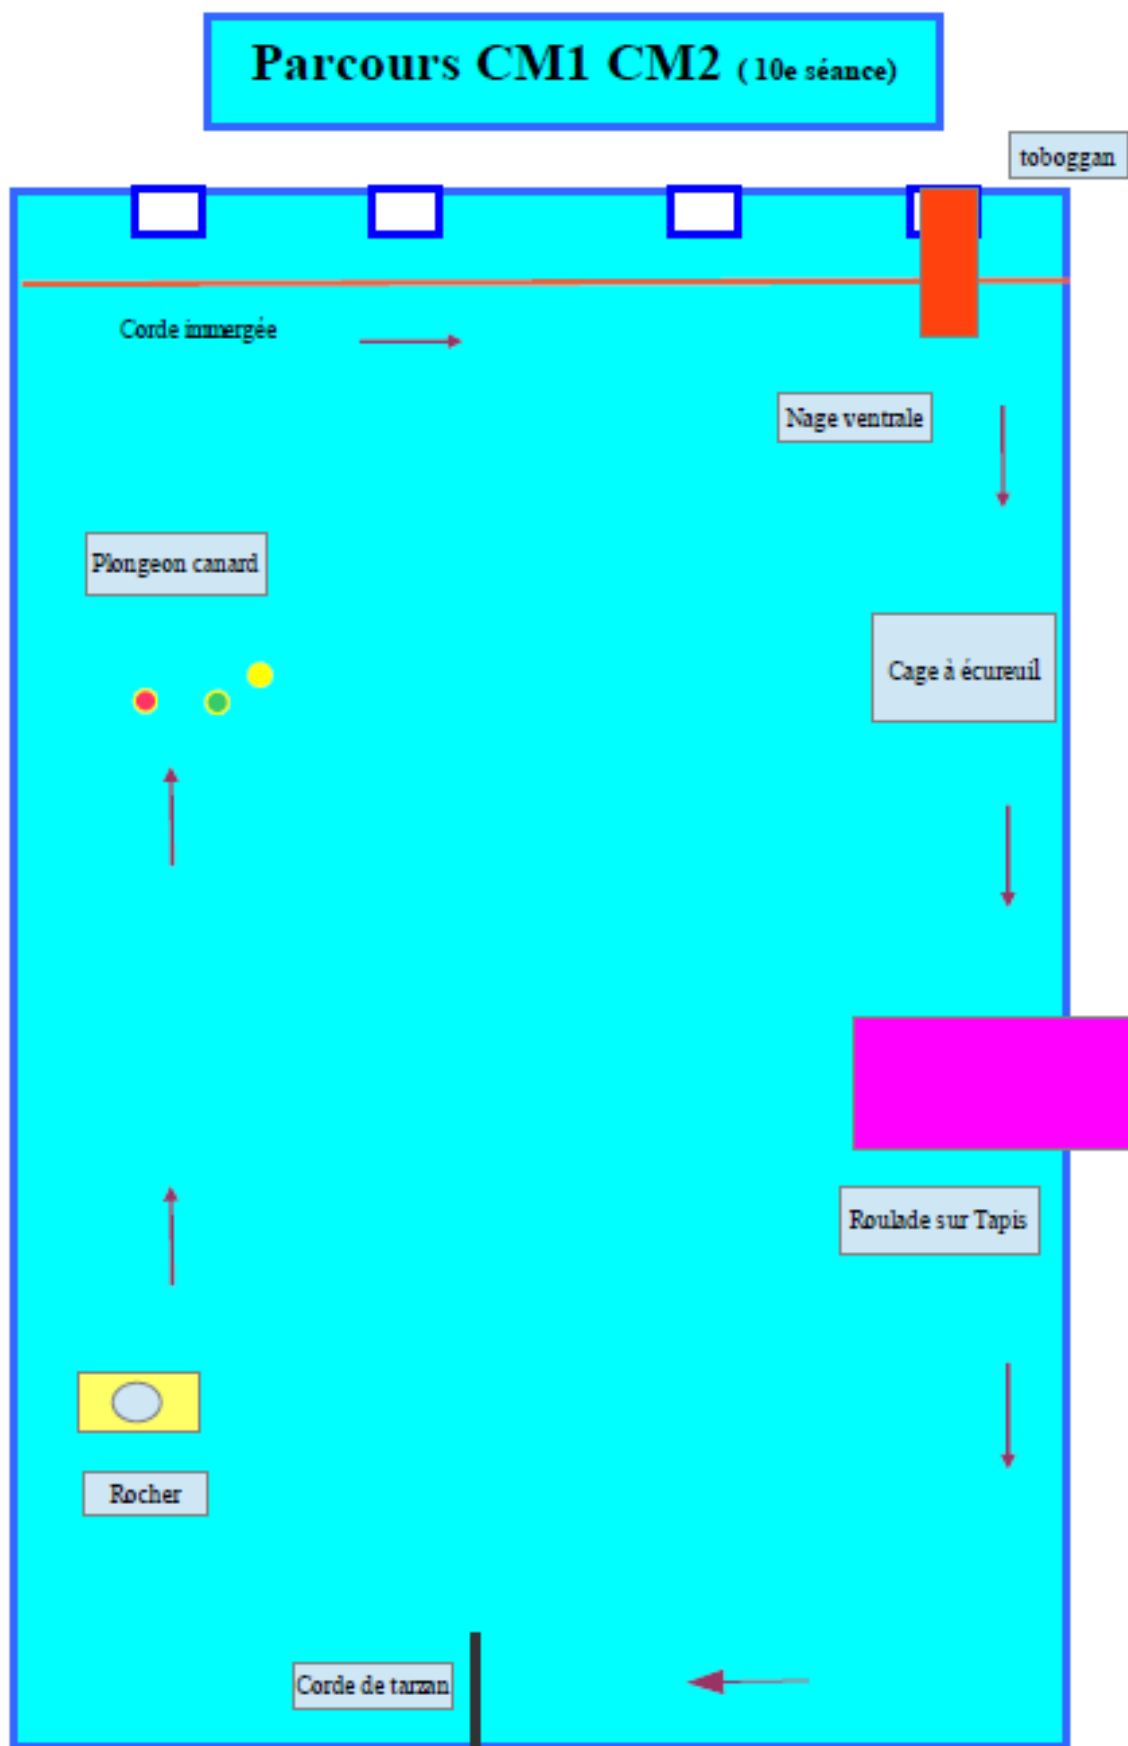 Parcours CM1 CM2 ( 10e séance)
toboggan
Corde immergée
Nage ventrale
Plongeon canard
Cage à écureuil
Roulade sur Tapis
Rocher
Corde de tarzan